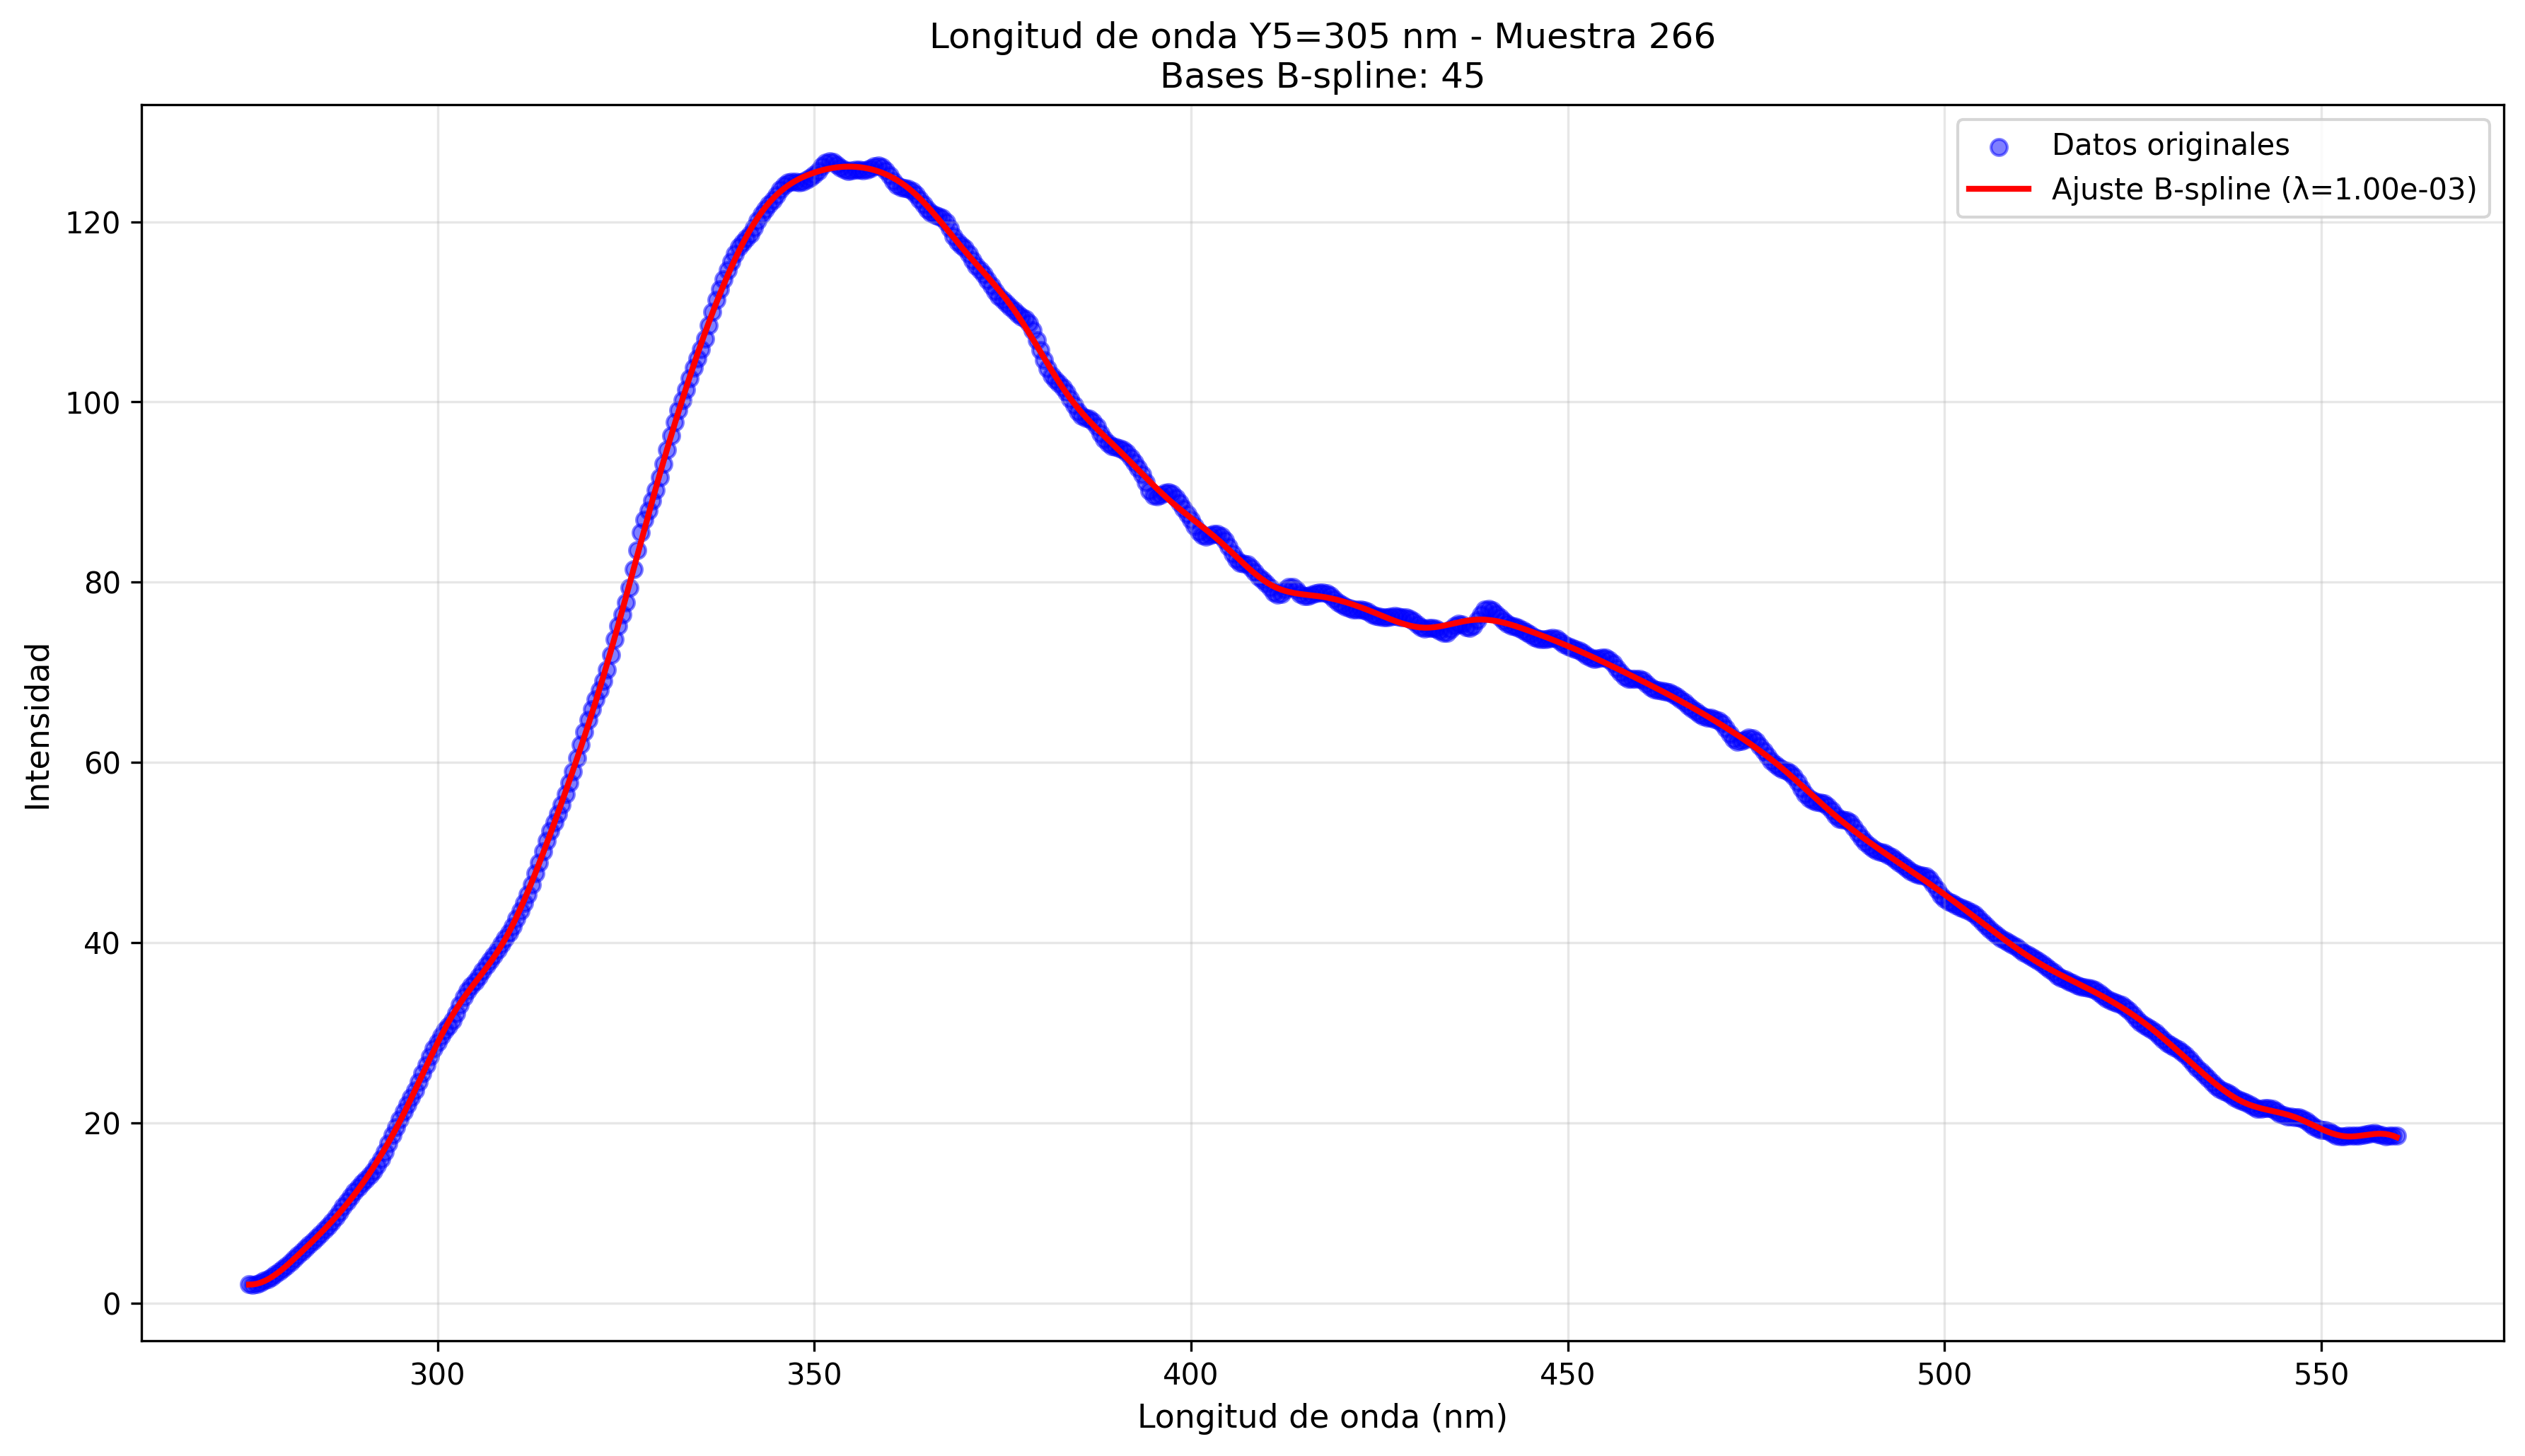 Longitud de onda Y5=305 nm - Muestra 266
Bases B-spline: 45
Datos originales
Ajuste B-spline (λ=1.00e-03)
Intensidad
120
100
80
60
40
20
0
300 350 400 450 500 550
Longitud de onda (nm)